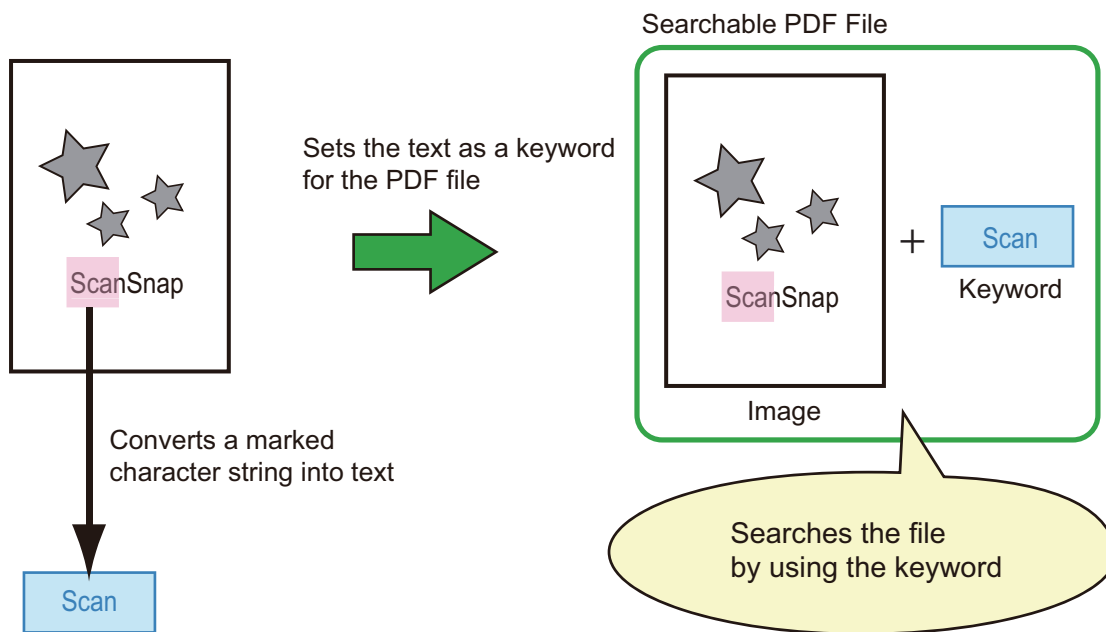 Searchable PDF File
Sets the text as a keyword
for the PDF file
ScanSnap
Converts a marked
character string into text
Scan
ScanSnap
Image
+
Scan
Keyword
Searches the file
by using the keyword